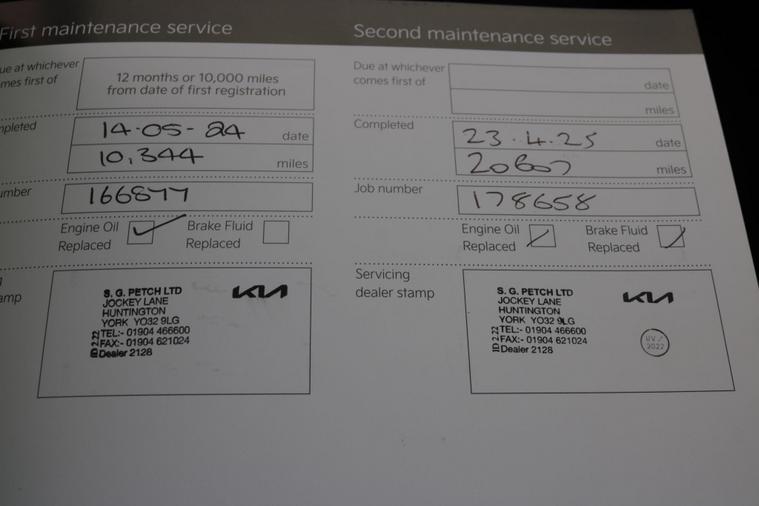 First maintenance service
ue at whichever
mes first of
12 months or 10,000 miles
from date of first registration
mpleted
14-05-24 date
10,344 miles
umber
166877
Engine Oil
Replaced
Brake Fluid
Replaced
g
amp
S. G. PETCH LTD
JOCKEY LANE
HUNTINGTON
YORK YO32 9LG
TEL:- 01904 466600
FAX:- 01904 621024
Dealer 2128
KIA
Second maintenance service
Due at whichever
comes first of
date
miles
Completed
23.4.25 date
20607 miles
Job number
178658
Engine Oil
Replaced
Brake Fluid
Replaced
Servicing
dealer stamp
S. G. PETCH LTD
JOCKEY LANE
HUNTINGTON
YORK YO32 9LG
TEL:- 01904 466600
FAX:- 01904 621024
Dealer 2128
KIA
2022